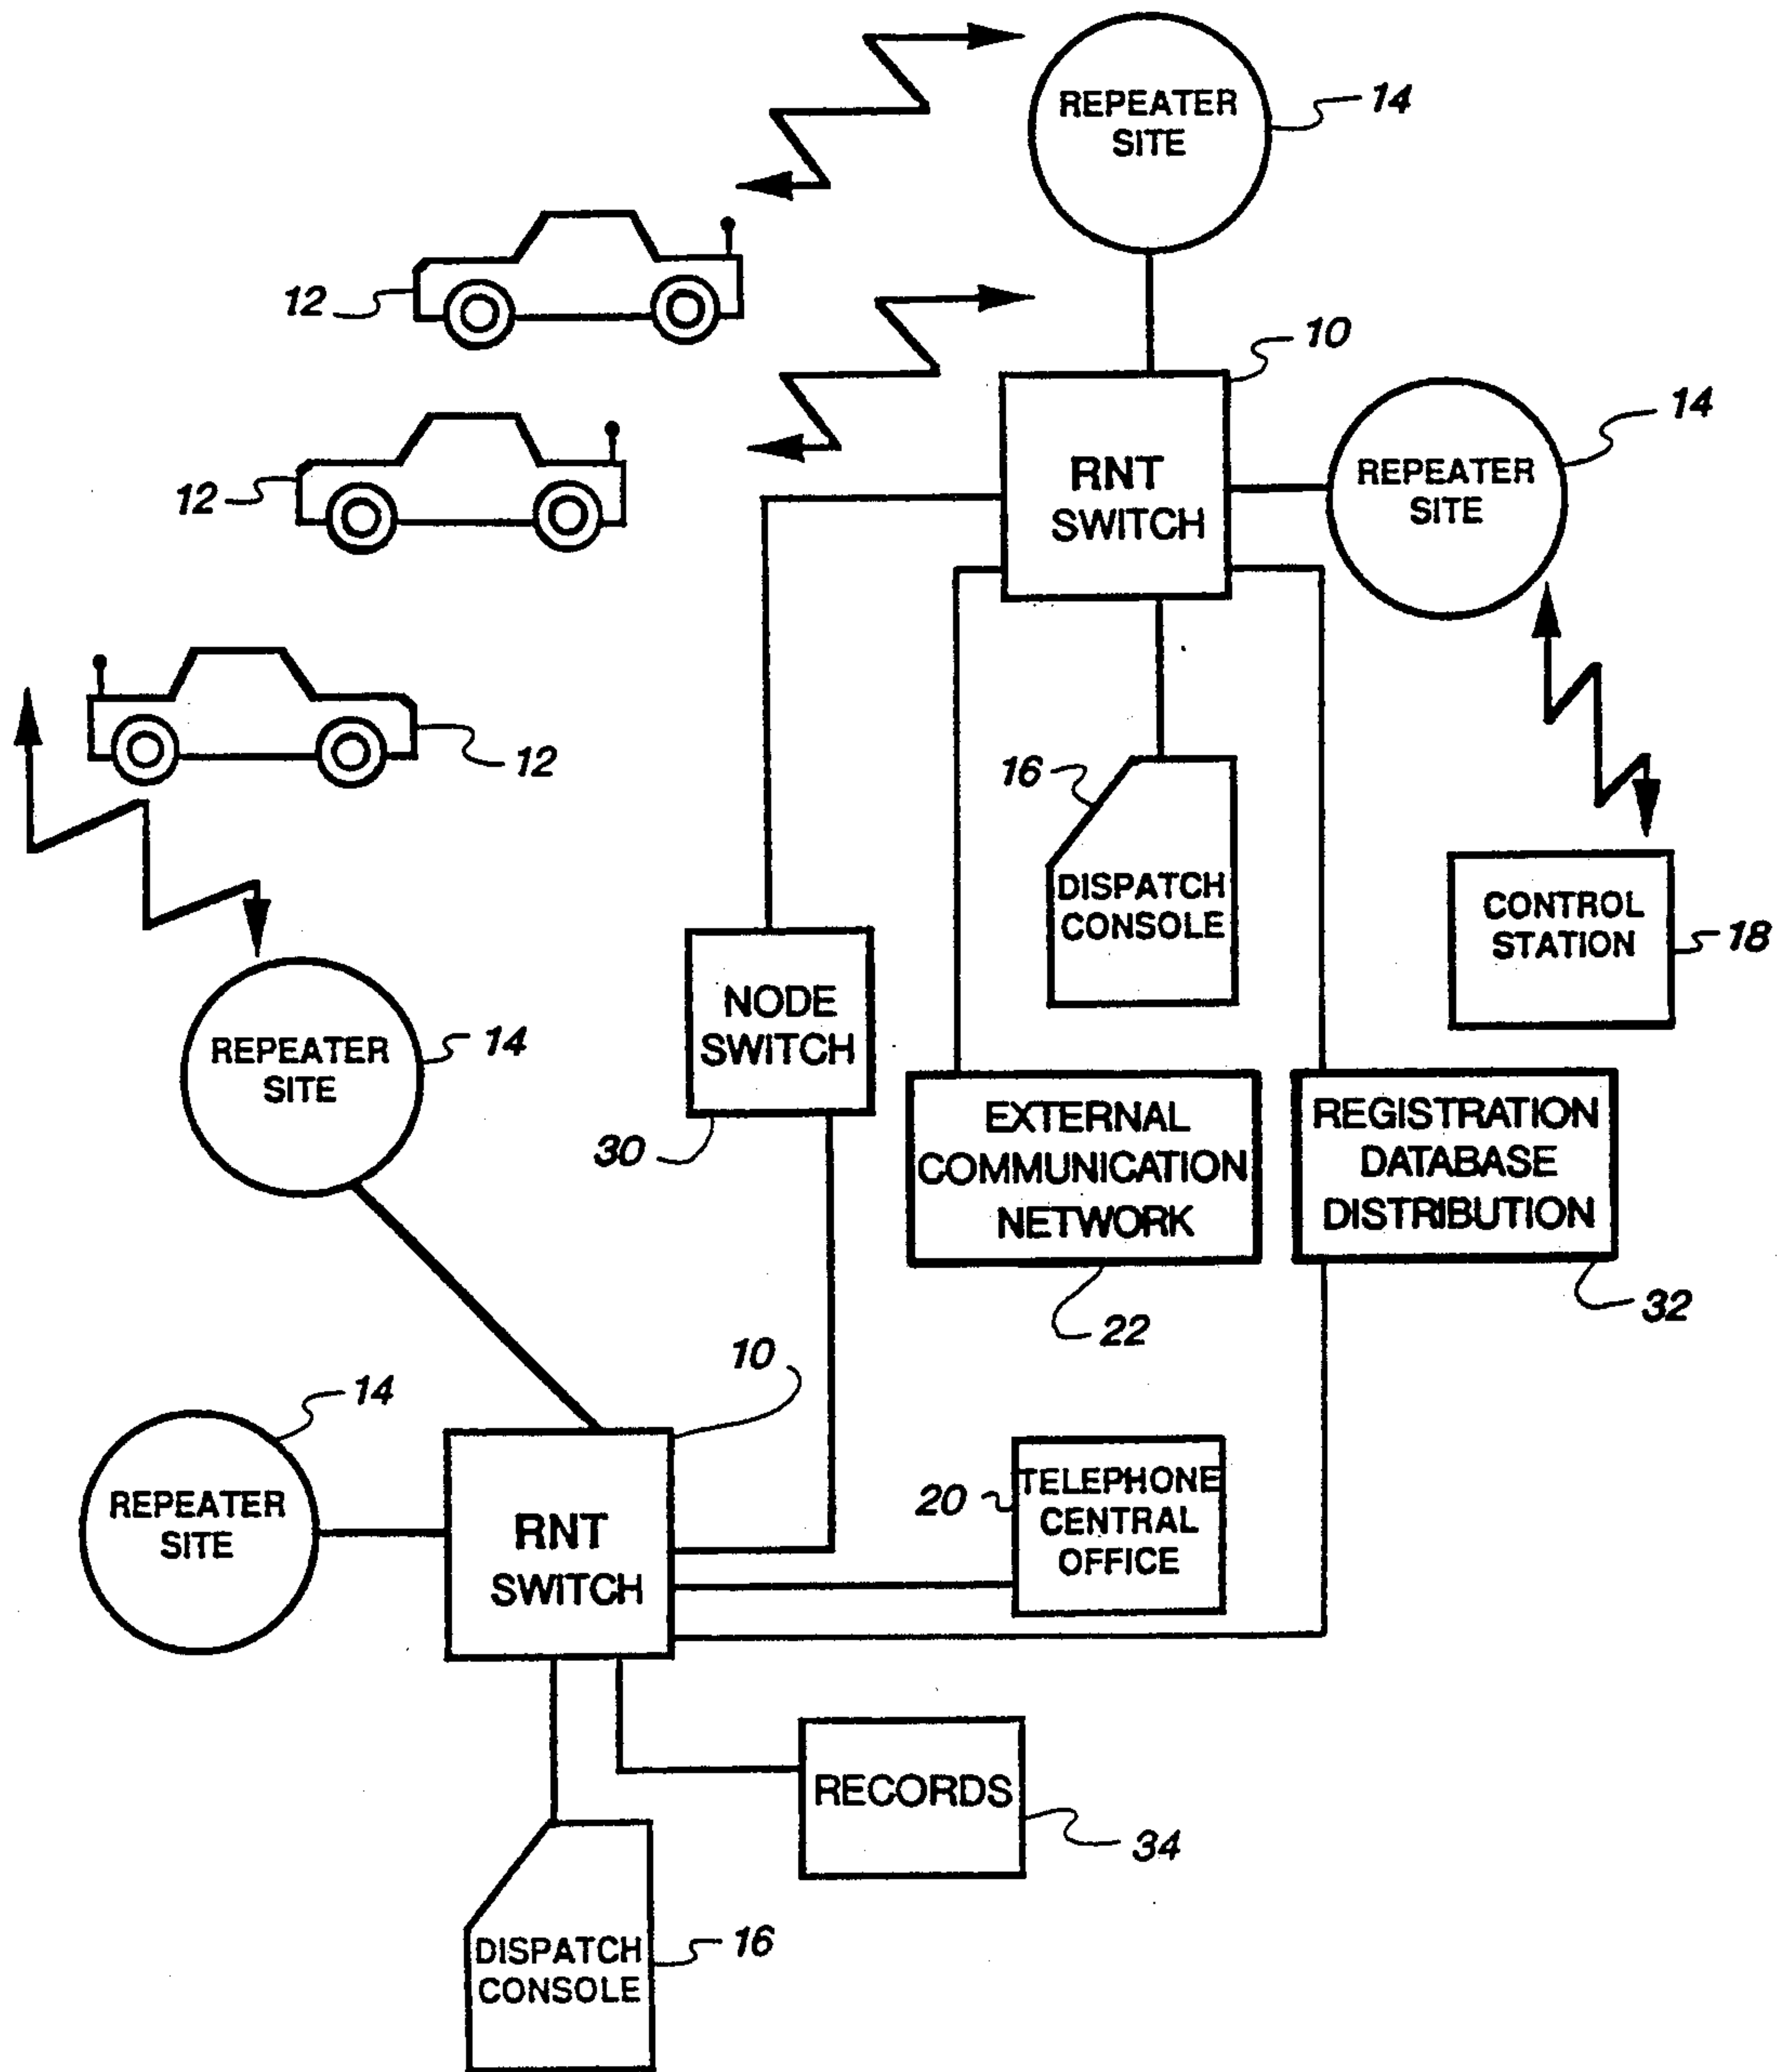 REPEATER
SITE
14
12
10
RNT
SWITCH
REPEATER
SITE
14
12
12
16
DISPATCH
CONSOLE
CONTROL
STATION
18
NODE
SWITCH
30
REPEATER
SITE
14
EXTERNAL
COMMUNICATION
NETWORK
22
REGISTRATION
DATABASE
DISTRIBUTION
32
10
14
REPEATER
SITE
RNT
SWITCH
20
TELEPHONE
CENTRAL
OFFICE
RECORDS
34
DISPATCH
CONSOLE
16